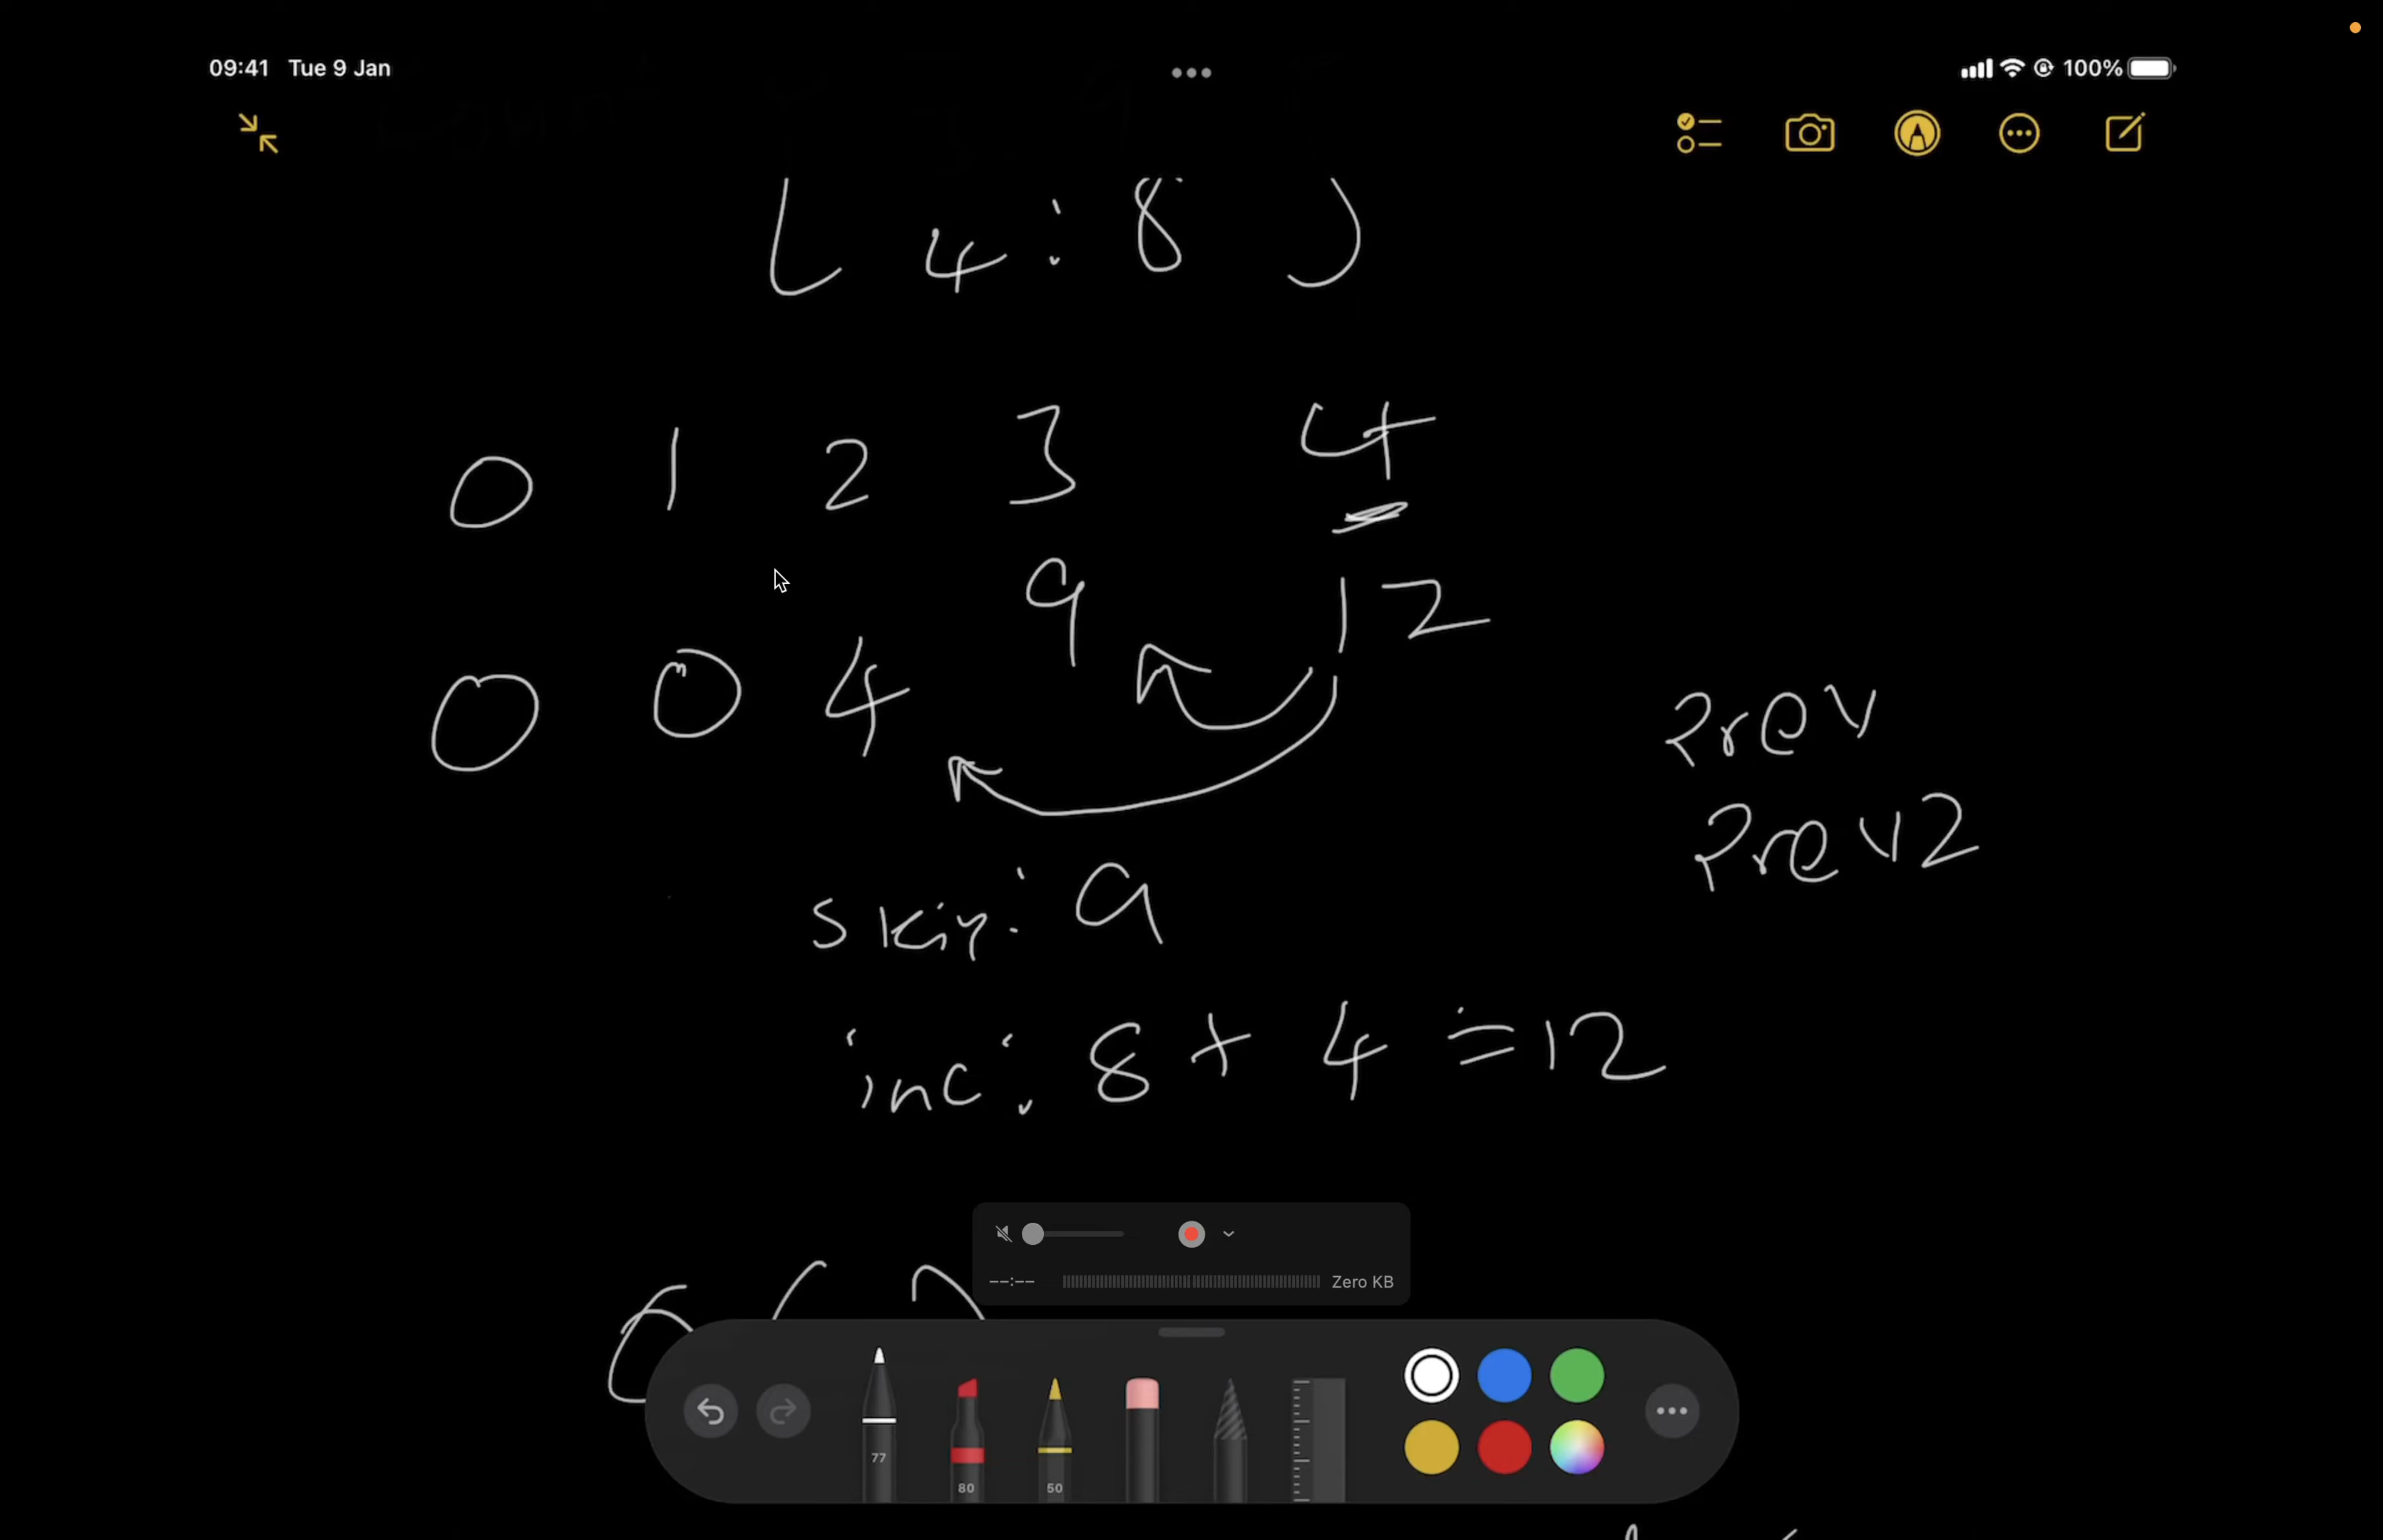 09:41 Tue 9 Jan
100%
[ 4:8 ]
0 1 2 3 4
0 0 4 9 12
Prev
Prev2
skip: 9
inc: 8 + 4 = 12
--:--
Zero KB
77
80
50